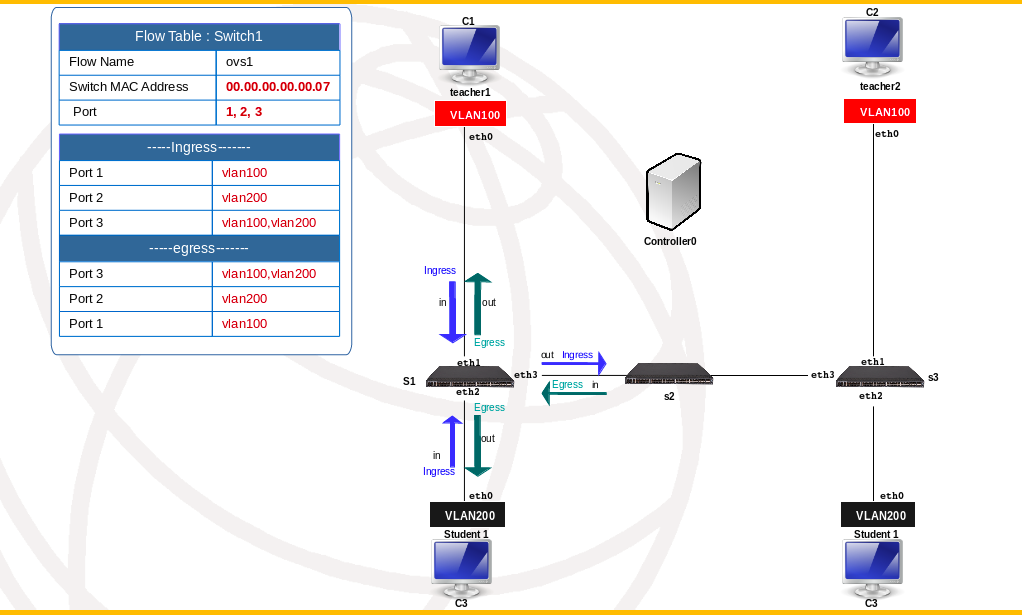 Flow Table : Switch1
Flow Name ovs1
Switch MAC Address 00.00.00.00.00.07
Port 1, 2, 3
-----Ingress-------
Port 1 vlan100
Port 2 vlan200
Port 3 vlan100,vlan200
-----egress-------
Port 3 vlan100,vlan200
Port 2 vlan200
Port 1 vlan100
C1
teacher1
VLAN100
eth0
C2
teacher2
VLAN100
eth0
Controller0
Ingress
in out
Egress
eth1
S1
eth3
eth2
out Ingress
Egress in
s2
eth1
eth3
s3
eth2
Egress
out
in
Ingress
eth0
VLAN200
Student 1
C3
eth0
VLAN200
Student 1
C3